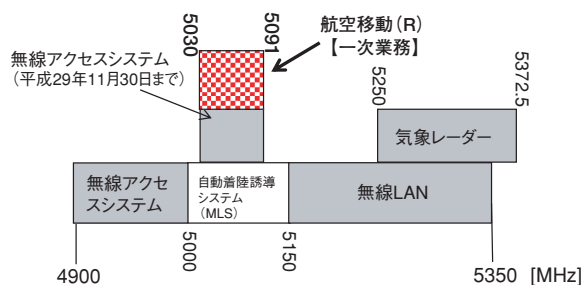 5030
5091
航空移動(R)
【一次業務】
無線アクセスシステム
(平成29年11月30日まで)
5250
5372.5
気象レーダー
無線アクセ
スシステム
自動着陸誘導
システム
(MLS)
無線LAN
4900
5000
5150
5350 [MHz]